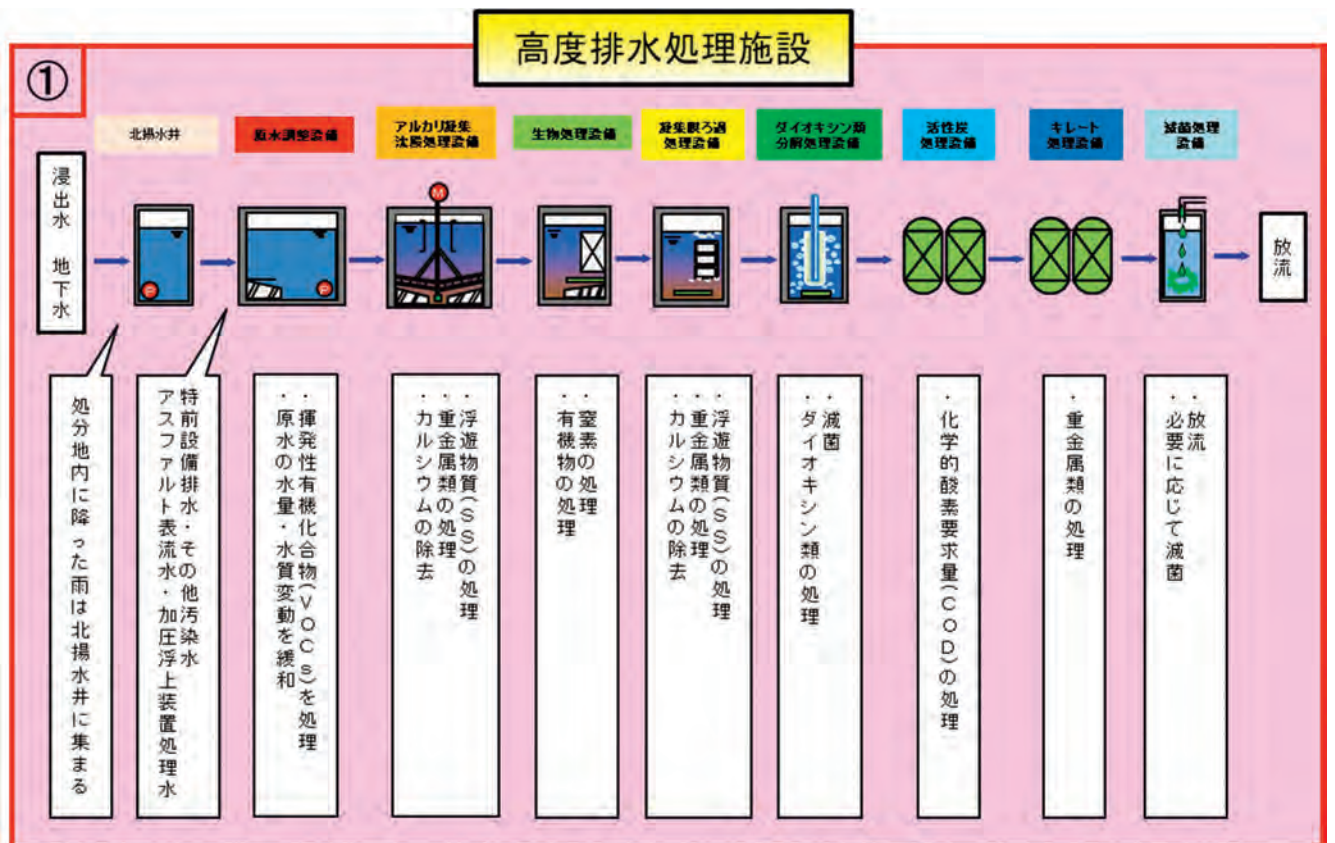 高度排水処理施設
①
北揚水井
原水調整設備
アルカリ凝集
沈殿処理設備
生物処理設備
凝集膜ろ過
処理設備
ダイオキシン類
分解処理設備
活性炭
処理設備
キレート
処理設備
滅菌処理
設備
浸出水 地下水
M
P
P
放流
処分地内に降った雨は北揚水井に集まる
特前設備排水・その他汚染水
アスファルト表流水・加圧浮上装置処理水
・揮発性有機化合物(VOCs)を処理
・原水の水量・水質変動を緩和
・浮遊物質(SS)の処理
・重金属類の処理
・カルシウムの除去
・窒素の処理
・有機物の処理
・浮遊物質(SS)の処理
・重金属類の処理
・カルシウムの除去
・滅菌
・ダイオキシン類の処理
・化学的酸素要求量(COD)の処理
・重金属類の処理
・放流
・必要に応じて滅菌